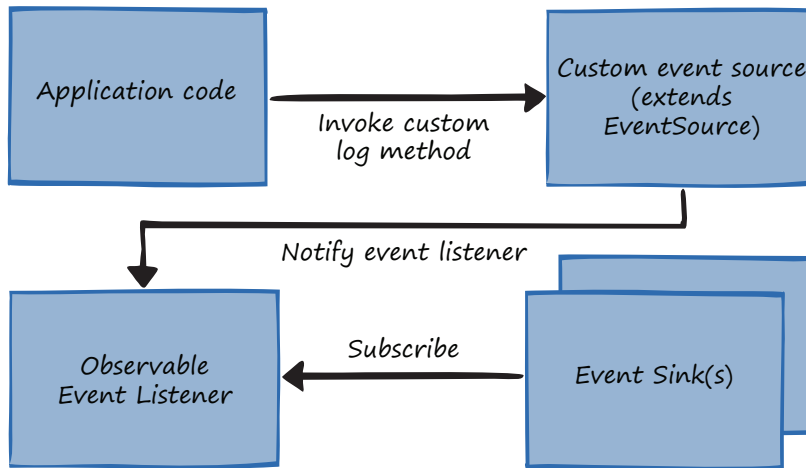 Application code
Invoke custom
log method
Custom event source
(extends
EventSource)
Notify event listener
Observable
Event Listener
Subscribe
Event Sink(s)